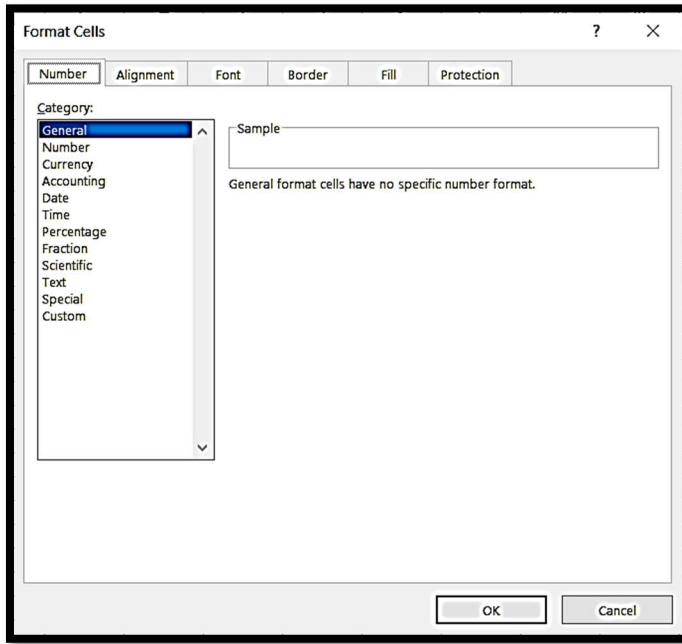 Format Cells ? ×
Number Alignment Font Border Fill Protection
Category:
General
Number
Currency
Accounting
Date
Time
Percentage
Fraction
Scientific
Text
Special
Custom
Sample
General format cells have no specific number format.
OK Cancel